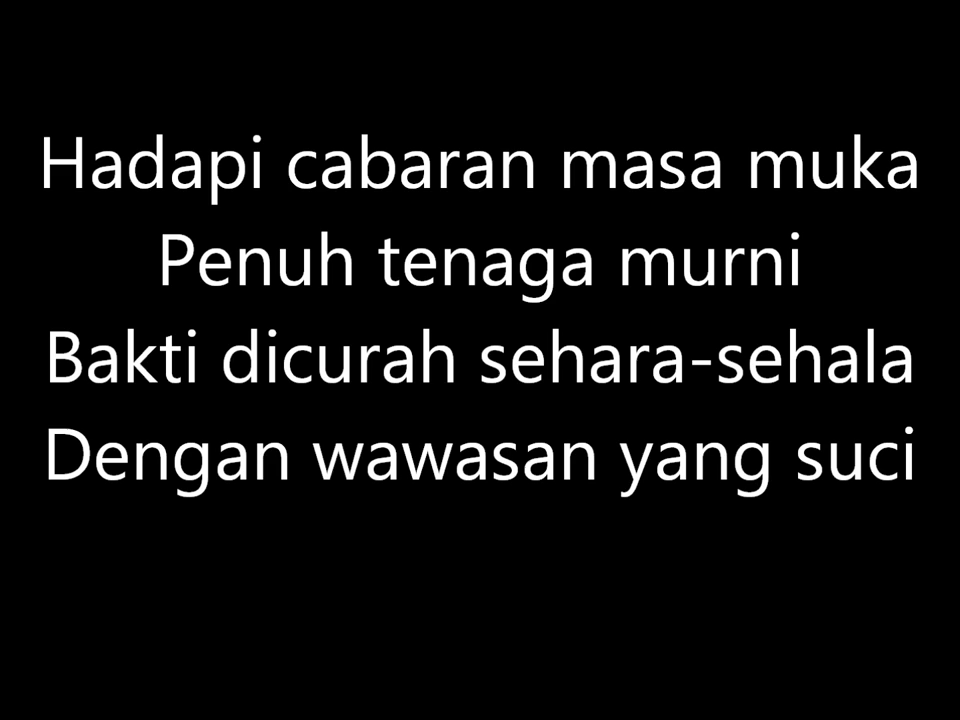 Hadapi cabaran masa muka
Penuh tenaga murni
Bakti dicurah sehara-sehala
Dengan wawasan yang suci